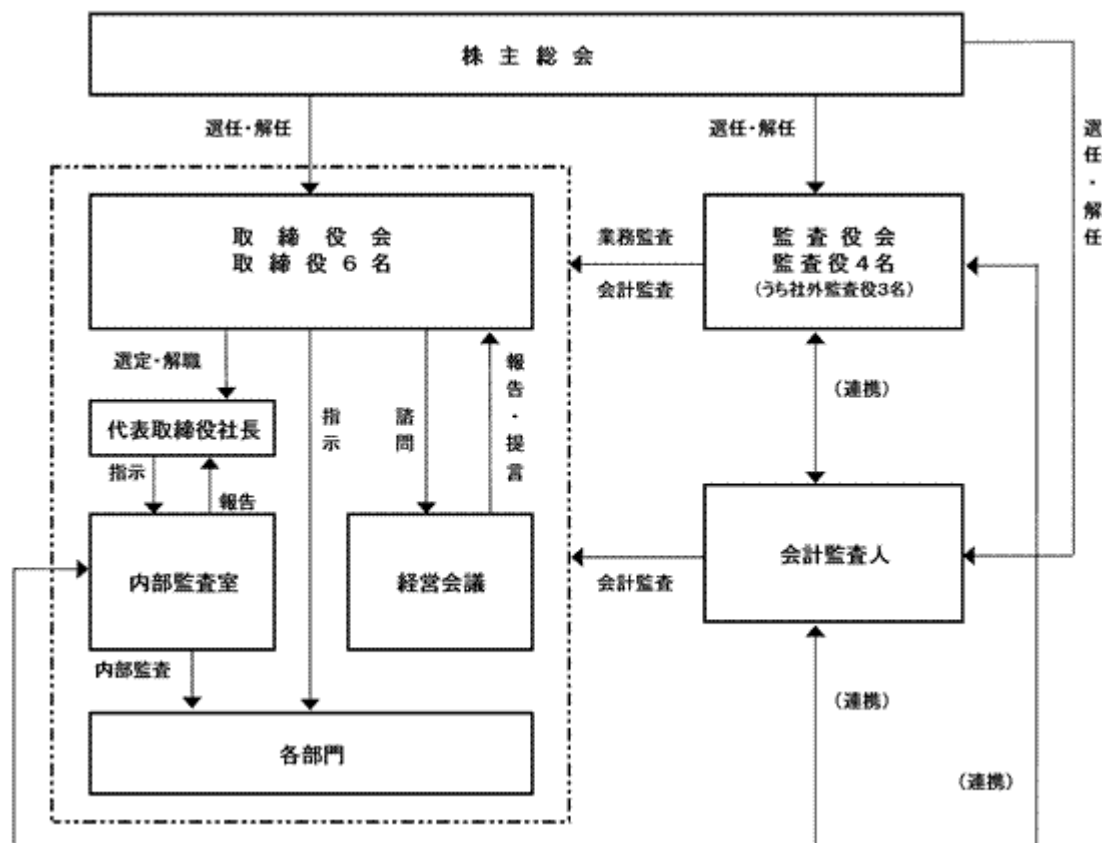 株主総会
選任・解任
選任・解任
選任・解任
取締役会
取締役6名
業務監査
会計監査
監査役会
監査役4名
(うち社外監査役3名)
選定・解職
指示
諮問
報告・提言
(連携)
代表取締役社長
指示
報告
内部監査室
経営会議
会計監査
会計監査人
内部監査
(連携)
各部門
(連携)